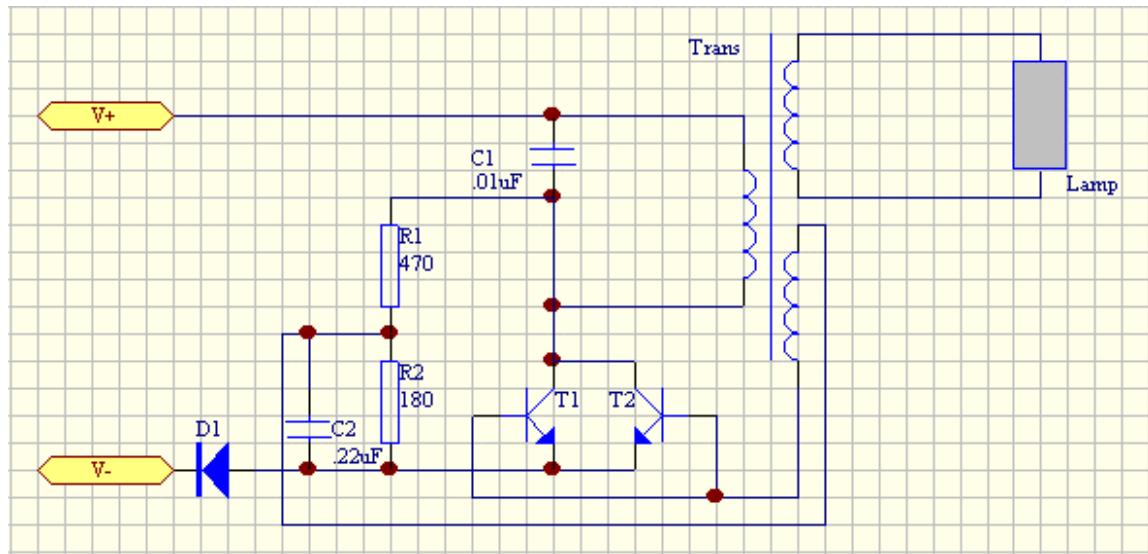 Trans
V+
C1
.01uF
Lamp
R1
470
R2
180
T1
T2
D1
C2
.22uF
V-